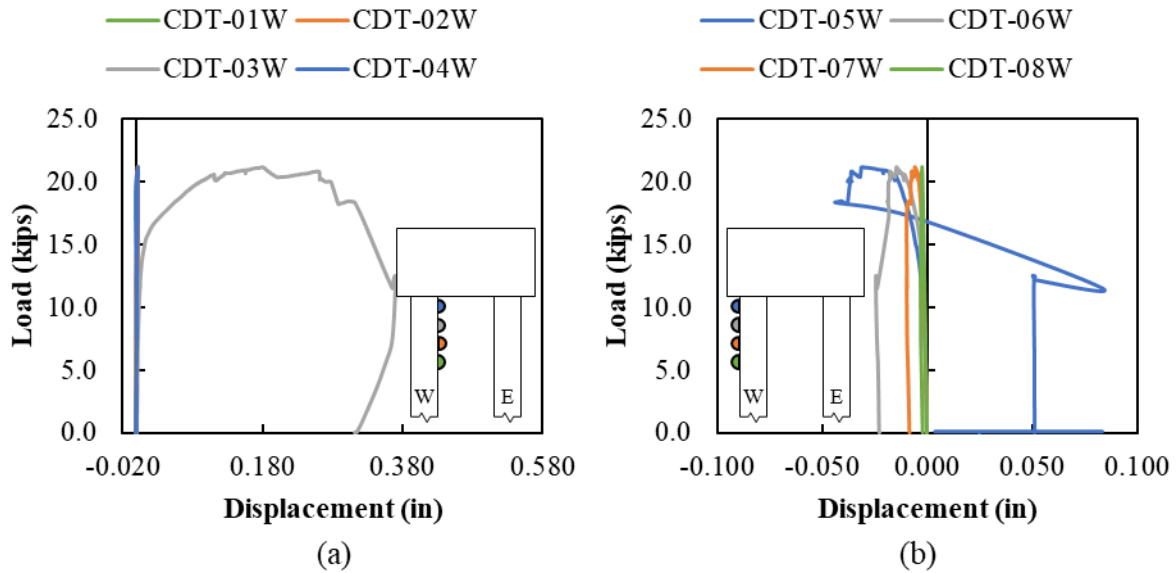 CDT-01W CDT-02W
CDT-03W CDT-04W
25.0
20.0
15.0
10.0
5.0
0.0
Load (kips)
W E
-0.020 0.180 0.380 0.580
Displacement (in)
(a)
CDT-05W CDT-06W
CDT-07W CDT-08W
25.0
20.0
15.0
10.0
5.0
0.0
Load (kips)
W E
-0.100 -0.050 0.000 0.050 0.100
Displacement (in)
(b)